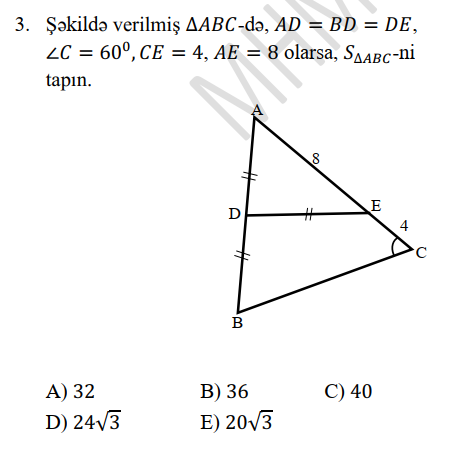 3. Şəkildə verilmiş ΔABC-də, AD = BD = DE,
∠C = 60⁰, CE = 4, AE = 8 olarsa, S_ΔABC-ni
tapın.
A
8
E
D
4
C
B
A) 32 B) 36 C) 40
D) 24√3 E) 20√3